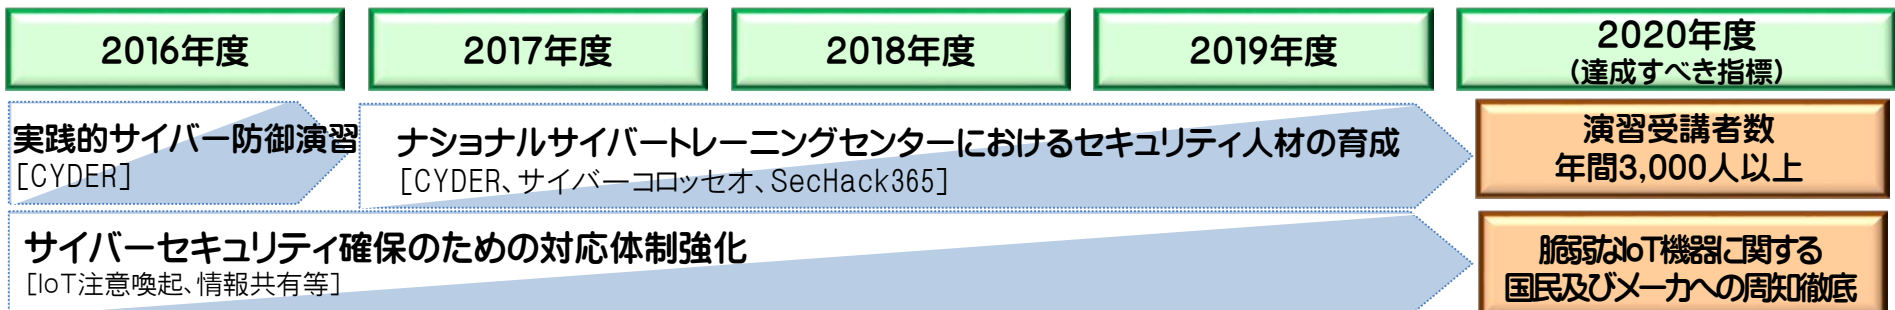 2016年度
2017年度
2018年度
2019年度
2020年度
(達成すべき指標)
実践的サイバー防御演習
[CYDER]
ナショナルサイバートレーニングセンターにおけるセキュリティ人材の育成
[CYDER、サイバーコロッセオ、SecHack365]
演習受講者数
年間3,000人以上
サイバーセキュリティ確保のための対応体制強化
[IoT注意喚起、情報共有等]
脆弱なIoT機器に関する
国民及びメーカへの周知徹底